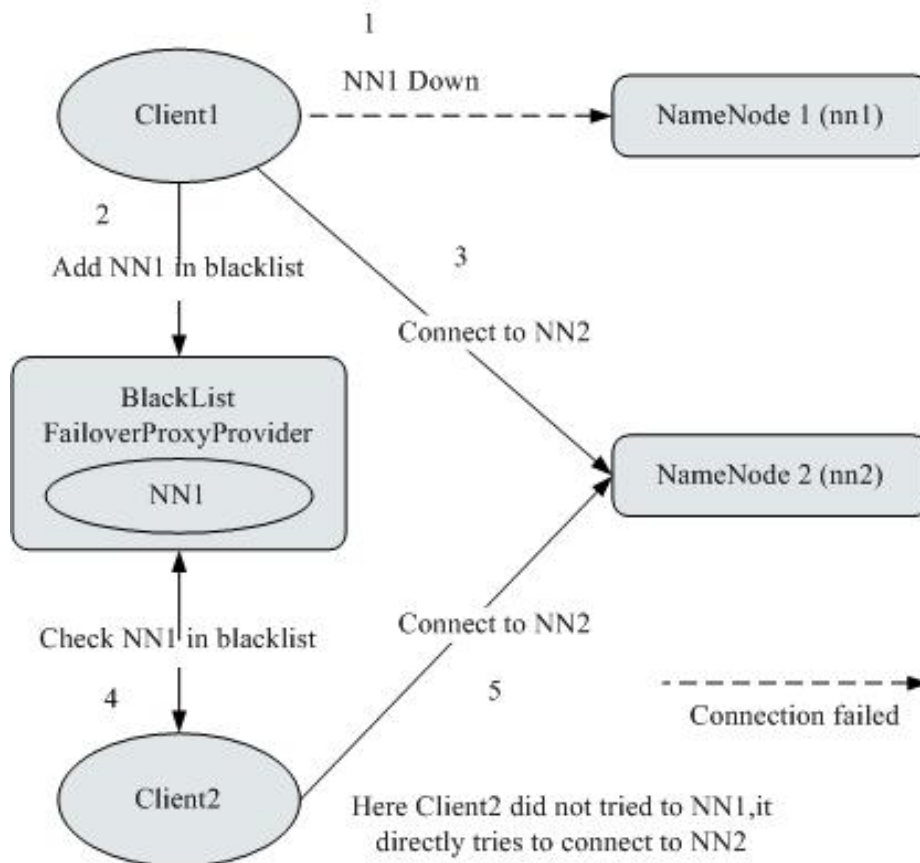 1
NN1 Down
Client1
NameNode 1 (nn1)
2
Add NN1 in blacklist
3
Connect to NN2
BlackList
FailoverProxyProvider
NN1
NameNode 2 (nn2)
Check NN1 in blacklist
Connect to NN2
4
5
Connection failed
Client2
Here Client2 did not tried to NN1,it
directly tries to connect to NN2